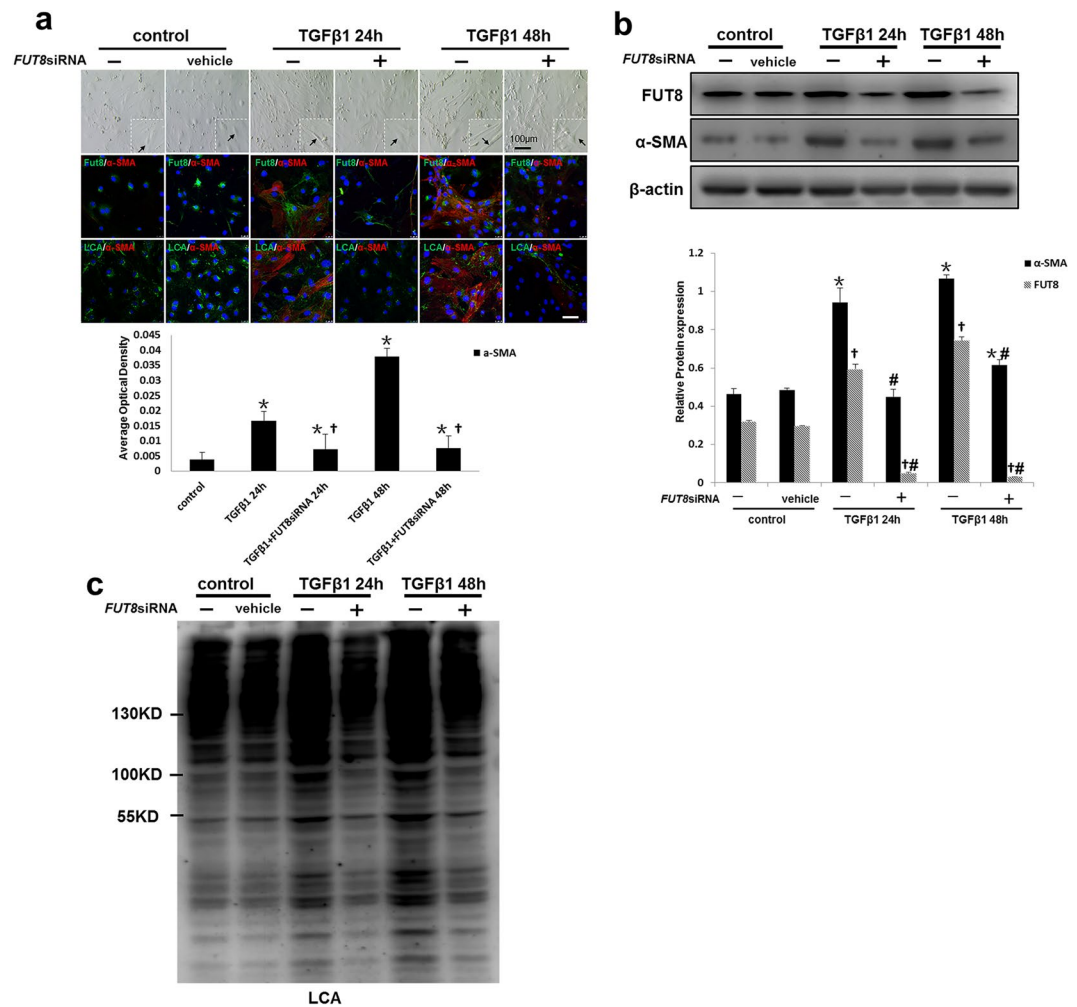 a
control TGFβ1 24h TGFβ1 48h
FUT8siRNA − vehicle − + − +
100μm
Fut8/α-SMA Fut8/α-SMA Fut8/α-SMA Fut8/α-SMA Fut8/α-SMA Fut8/α-SMA
LCA/α-SMA LCA/α-SMA LCA/α-SMA LCA/α-SMA LCA/α-SMA LCA/α-SMA
Average Optical Density
0.045
0.04
0.035
0.03
0.025
0.02
0.015
0.01
0.005
0
* *† * *†
a-SMA
control TGFβ1 24h TGFβ1+FUT8siRNA 24h TGFβ1 48h TGFβ1+FUT8siRNA 48h
b
control TGFβ1 24h TGFβ1 48h
FUT8siRNA − vehicle − + − +
FUT8
α-SMA
β-actin
Relative Protein expression
1.2
1
0.8
0.6
0.4
0.2
0
* † # †# * † *# †#
α-SMA
FUT8
FUT8siRNA − vehicle − + − +
control TGFβ1 24h TGFβ1 48h
c
control TGFβ1 24h TGFβ1 48h
FUT8siRNA − vehicle − + − +
130KD
100KD
55KD
LCA